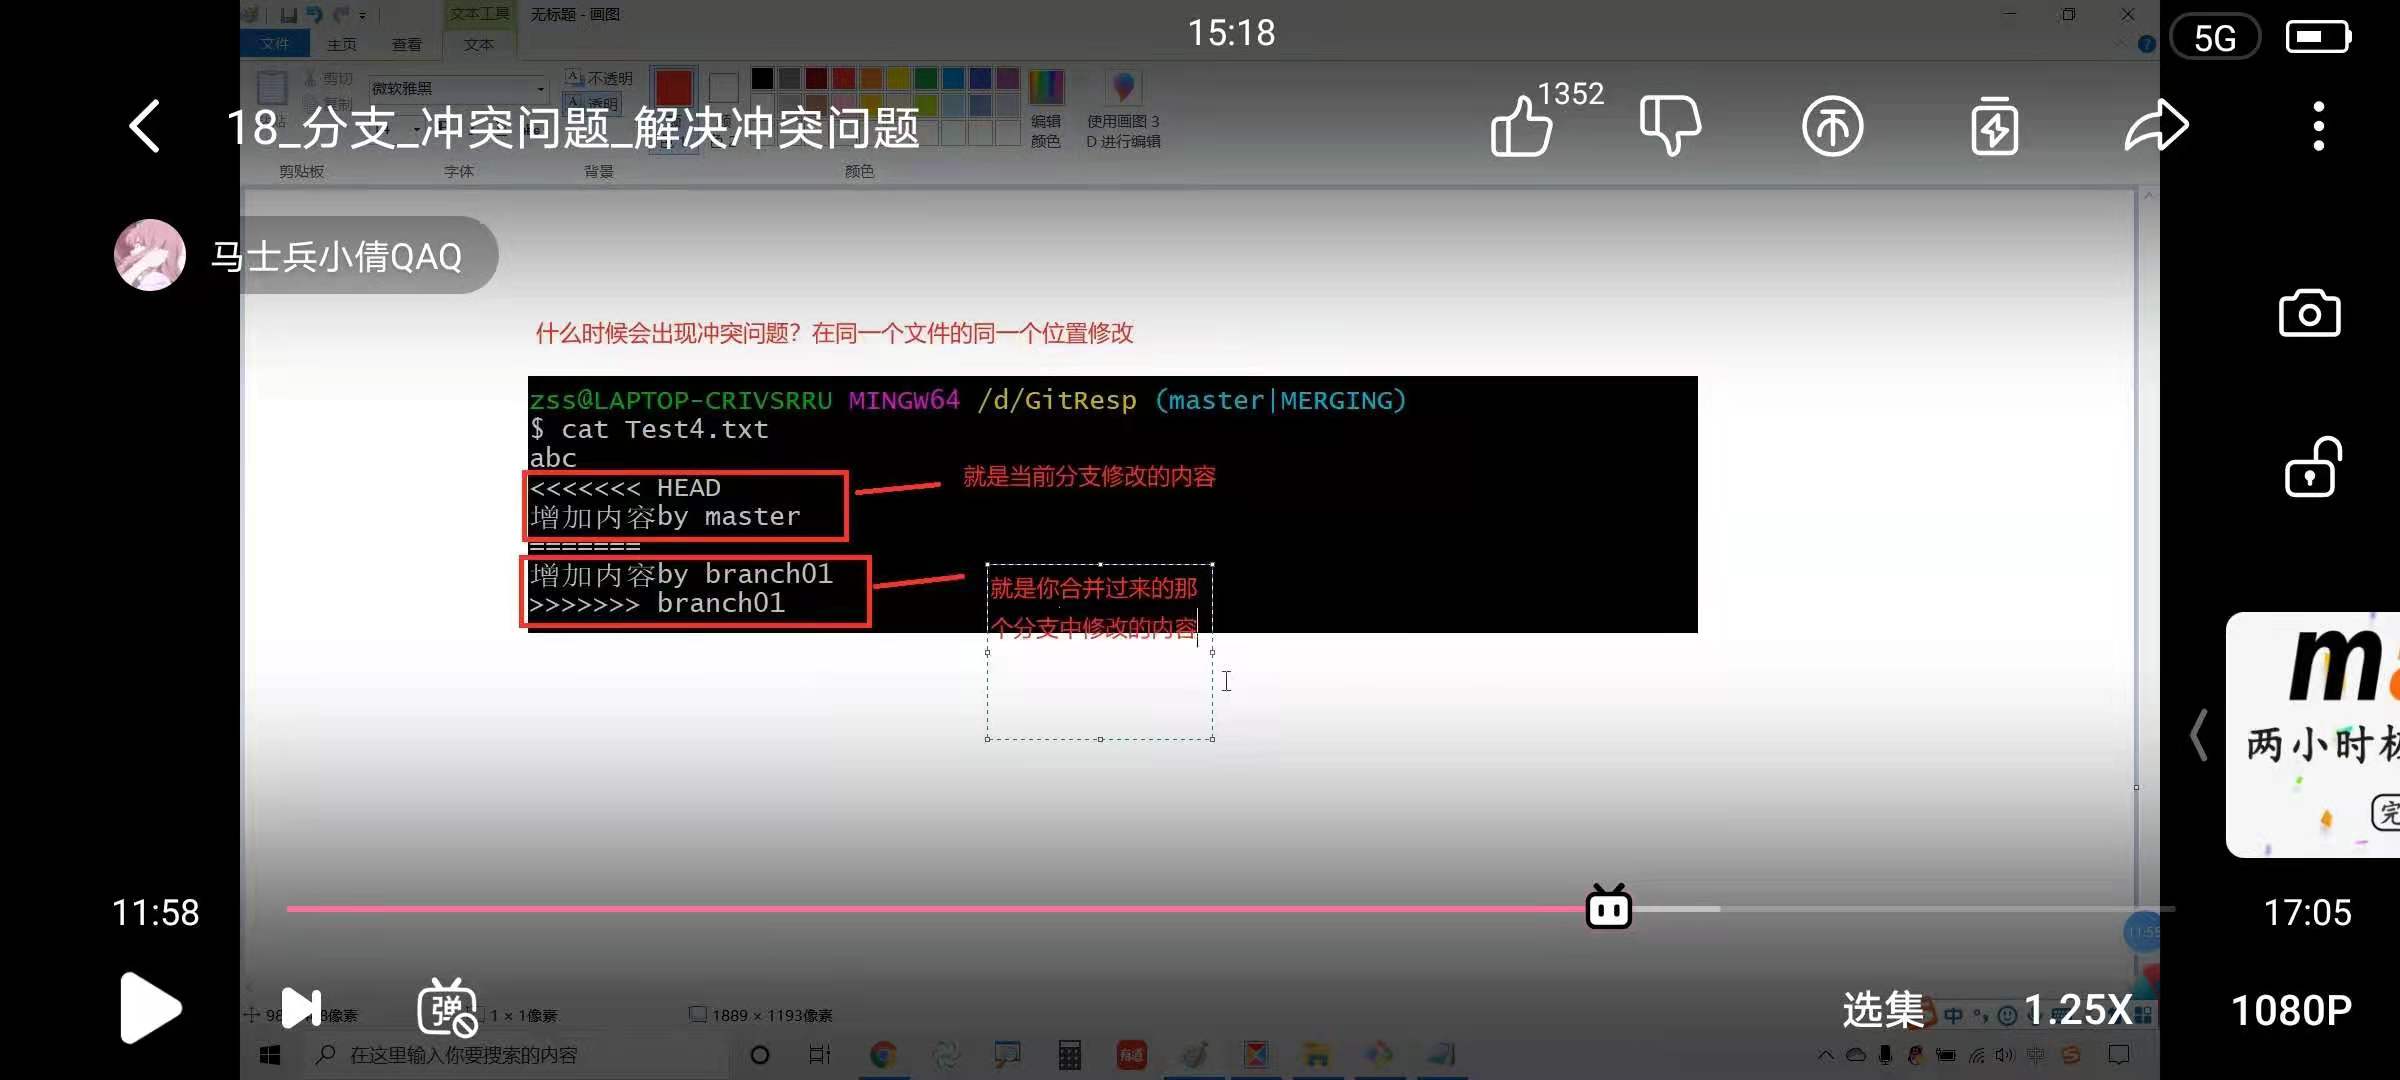 文本工具 无标题 - 画图
15:18
5G
文件 主页 查看 文本
剪切
复制
微软雅黑
不透明
透明
编辑
颜色
使用画图 3
D 进行编辑
1352
18_分支_冲突问题_解决冲突问题
剪贴板 字体 背景 颜色
马士兵小倩QAQ
什么时候会出现冲突问题？在同一个文件的同一个位置修改
zss@LAPTOP-CRIVSRRU MINGW64 /d/GitResp (master|MERGING)
$ cat Test4.txt
abc
<<<<<<< HEAD
就是当前分支修改的内容
增加内容by master
=======
增加内容by branch01
>>>>>>> branch01
就是你合并过来的那
个分支中修改的内容
两小时
完
11:58
17:05
11:55
弹
选集
1.25X
1080P
1 × 1像素
1889 × 1193像素
中
在这里输入你要搜索的内容
有道
中